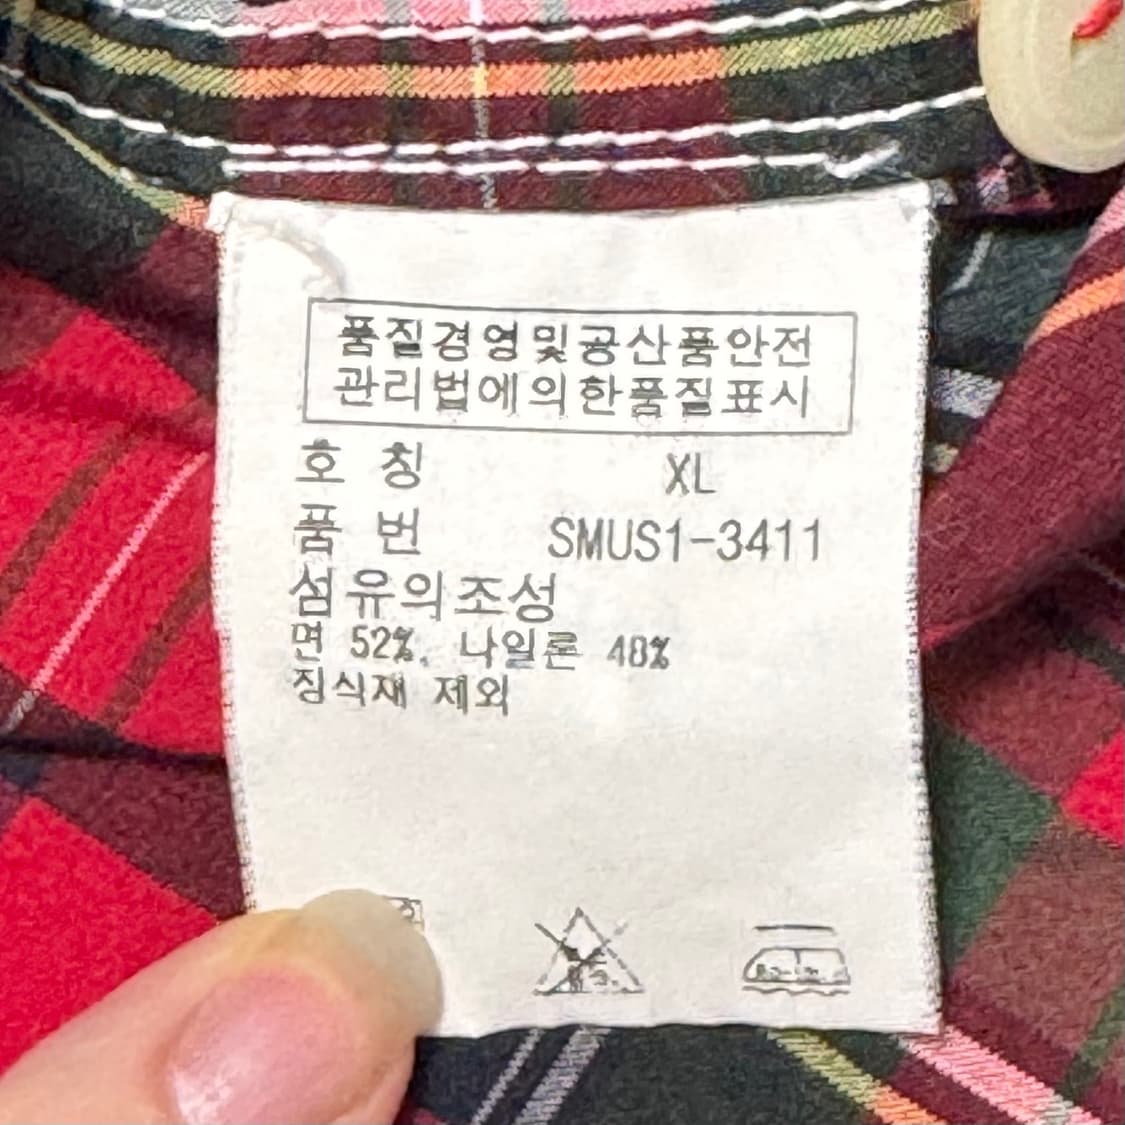 품질경영및공산품안전
관리법에의한품질표시
호 칭 XL
품 번 SMUS1-3411
섬유의조성
면 52%, 나일론 48%
장식재 제외